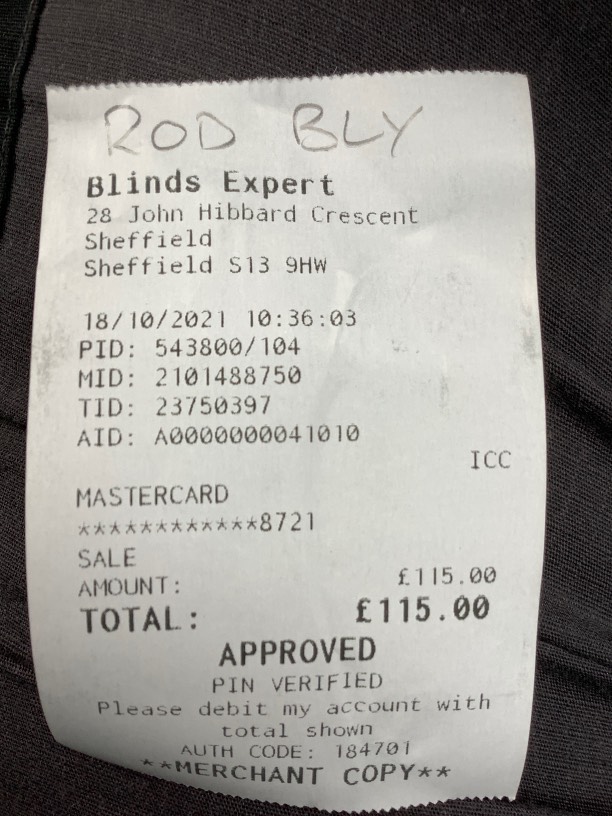 ROD BLY
Blinds Expert
28 John Hibbard Crescent
Sheffield
Sheffield S13 9HW
18/10/2021 10:36:03
PID: 543800/104
MID: 2101488750
TID: 23750397
AID: A0000000041010
ICC
MASTERCARD
************8721
SALE
AMOUNT: £115.00
TOTAL: £115.00
APPROVED
PIN VERIFIED
Please debit my account with
total shown
AUTH CODE: 184701
**MERCHANT COPY**